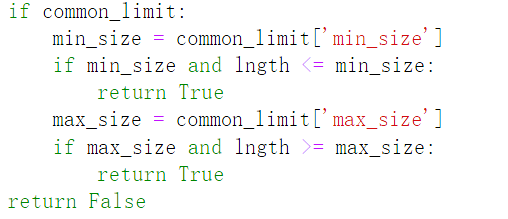 if common_limit:
    min_size = common_limit['min_size']
    if min_size and lngth <= min_size:
        return True
    max_size = common_limit['max_size']
    if max_size and lngth >= max_size:
        return True
return False